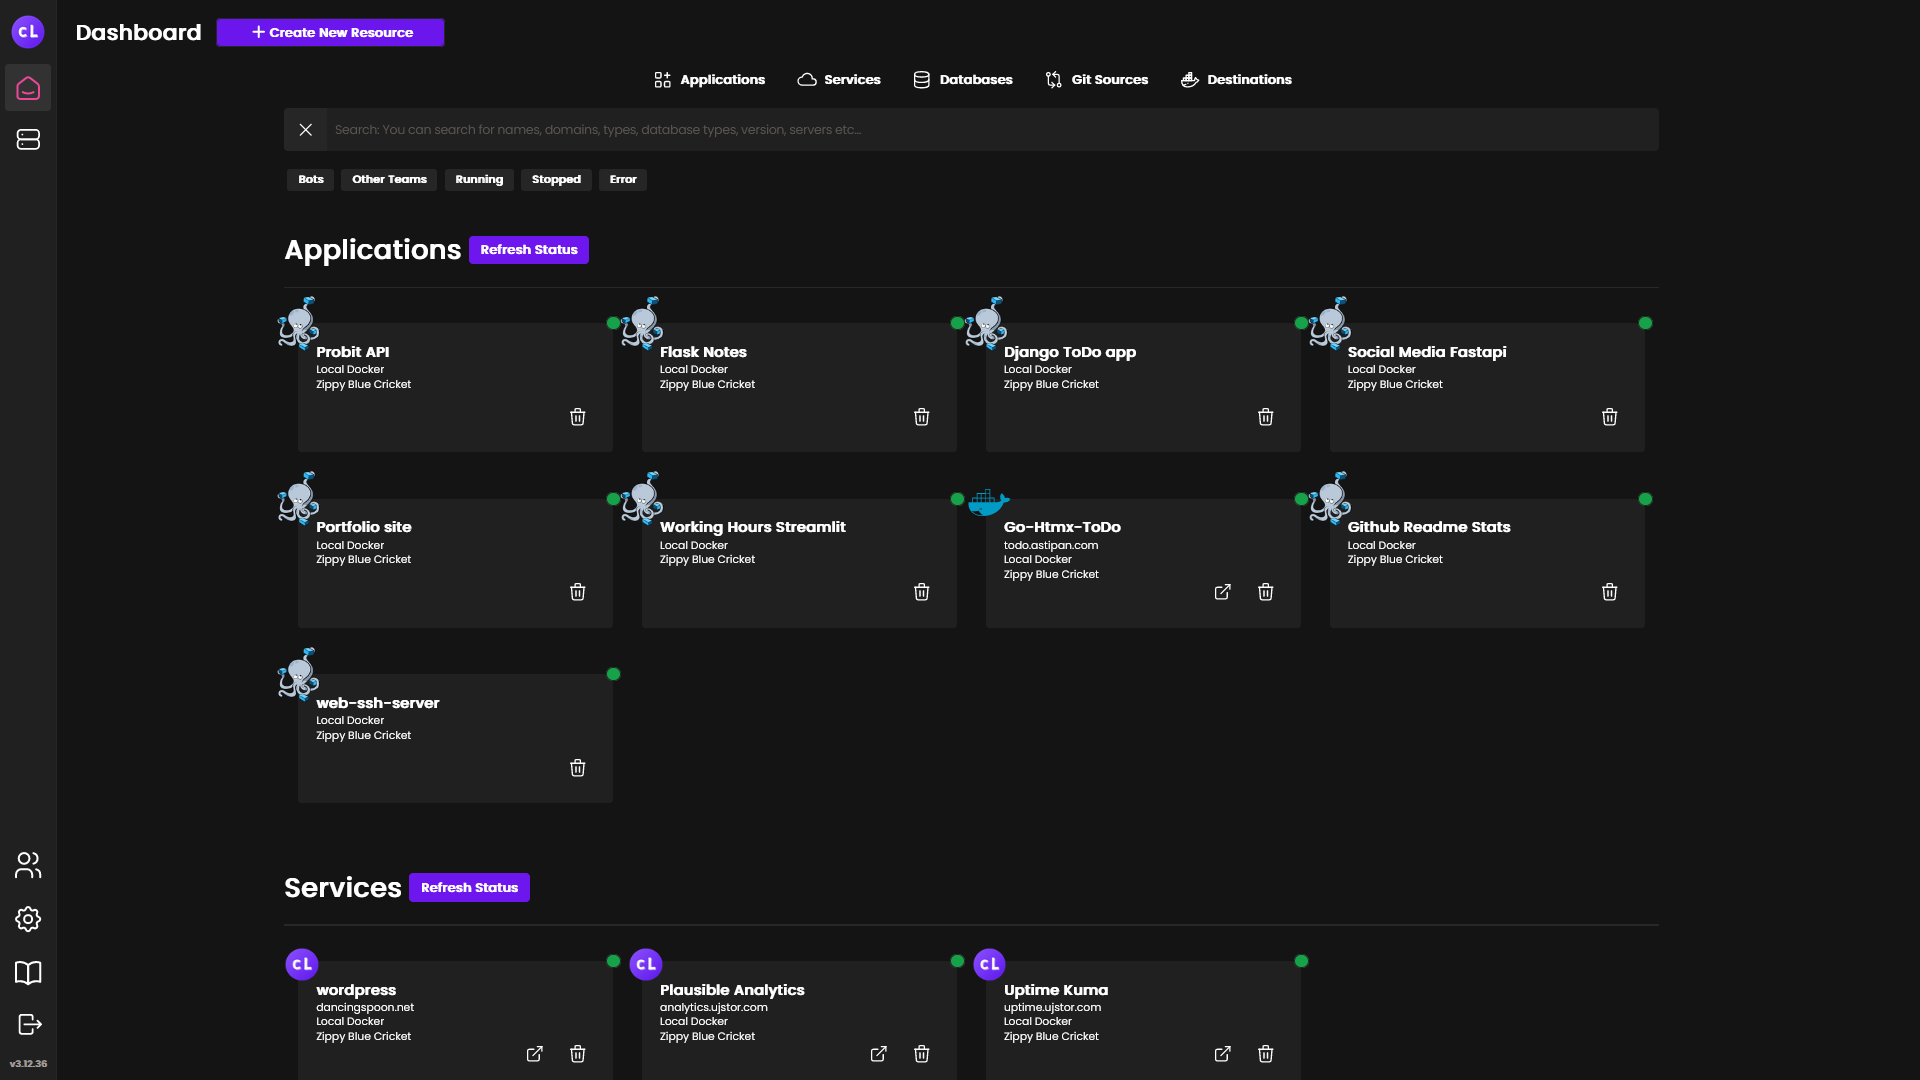 cL
Dashboard
+ Create New Resource
Applications
Services
Databases
Git Sources
Destinations
Search: You can search for names, domains, types, database types, version, servers etc...
Bots
Other Teams
Running
Stopped
Error
Applications
Refresh Status
Probit API
Local Docker
Zippy Blue Cricket
Flask Notes
Local Docker
Zippy Blue Cricket
Django ToDo app
Local Docker
Zippy Blue Cricket
Social Media Fastapi
Local Docker
Zippy Blue Cricket
Portfolio site
Local Docker
Zippy Blue Cricket
Working Hours Streamlit
Local Docker
Zippy Blue Cricket
Go-Htmx-ToDo
todo.astipan.com
Local Docker
Zippy Blue Cricket
Github Readme Stats
Local Docker
Zippy Blue Cricket
web-ssh-server
Local Docker
Zippy Blue Cricket
Services
Refresh Status
cL
wordpress
dancingspoon.net
Local Docker
Zippy Blue Cricket
cL
Plausible Analytics
analytics.ujstor.com
Local Docker
Zippy Blue Cricket
cL
Uptime Kuma
uptime.ujstor.com
Local Docker
Zippy Blue Cricket
v3.12.36